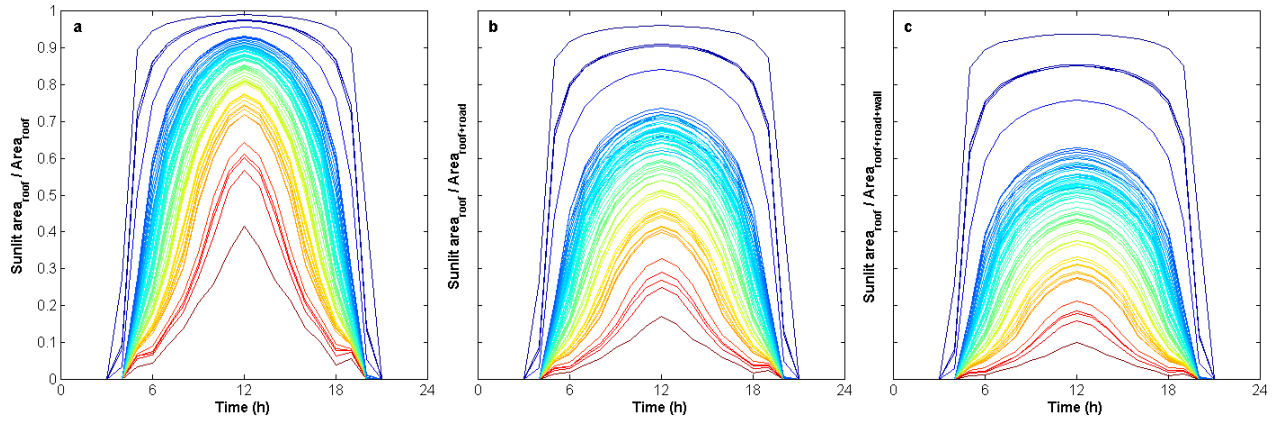 a
b
c
1
0.9
0.8
0.7
0.6
0.5
0.4
0.3
0.2
0.1
0
Sunlit area_roof / Area_roof
Sunlit area_roof / Area_roof+road
Sunlit area_roof / Area_roof+road+wall
0 6 12 18 24
0 6 12 18 24
0 6 12 18 24
Time (h)
Time (h)
Time (h)